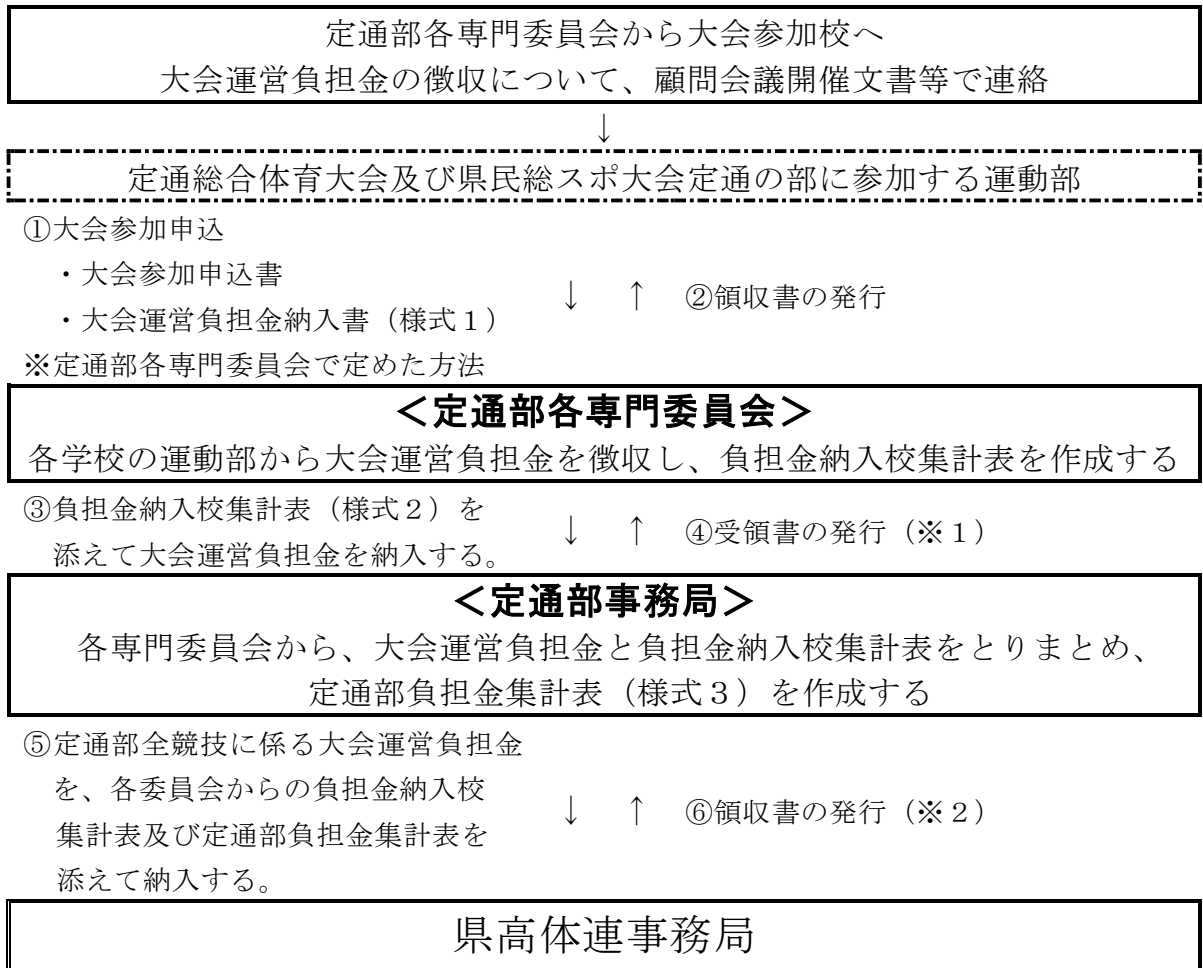 定通部各専門委員会から大会参加校へ
大会運営負担金の徴収について、顧問会議開催文書等で連絡
↓
定通総合体育大会及び県民総スポ大会定通の部に参加する運動部
①大会参加申込
・大会参加申込書
・大会運営負担金納入書（様式１）
↓ ↑ ②領収書の発行
※定通部各専門委員会で定めた方法
＜定通部各専門委員会＞
各学校の運動部から大会運営負担金を徴収し、負担金納入校集計表を作成する
③負担金納入校集計表（様式２）を
添えて大会運営負担金を納入する。
↓ ↑ ④受領書の発行（※１）
＜定通部事務局＞
各専門委員会から、大会運営負担金と負担金納入校集計表をとりまとめ、
定通部負担金集計表（様式３）を作成する
⑤定通部全競技に係る大会運営負担金
を、各委員会からの負担金納入校
集計表及び定通部負担金集計表を
添えて納入する。
↓ ↑ ⑥領収書の発行（※２）
県高体連事務局